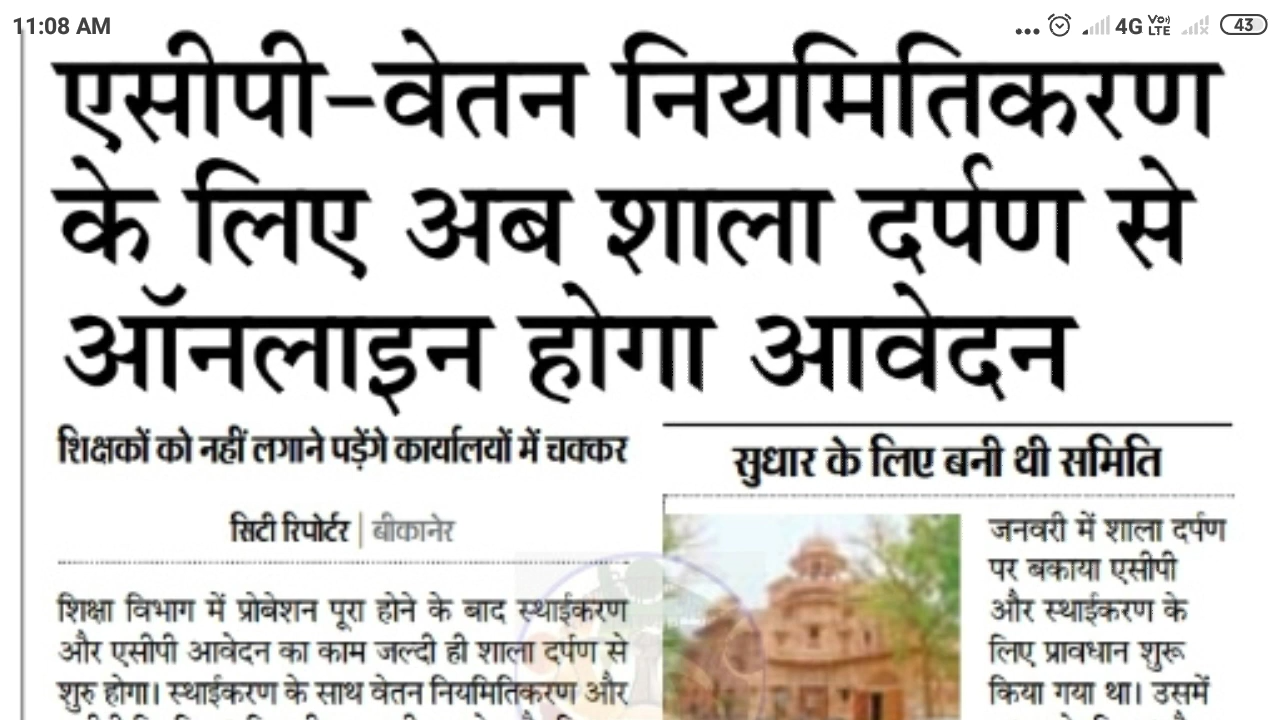 11:08 AM
... 4G Vo) LTE 43
एसीपी-वेतन नियमितिकरण
के लिए अब शाला दर्पण से
ऑनलाइन होगा आवेदन
शिक्षकों को नहीं लगाने पड़ेंगे कार्यालयों में चक्कर
सिटी रिपोर्टर | बीकानेर
शिक्षा विभाग में प्रोबेशन पूरा होने के बाद स्थाईकरण
और एसीपी आवेदन का काम जल्दी ही शाला दर्पण से
शुरु होगा। स्थाईकरण के साथ वेतन नियमितिकरण और
सुधार के लिए बनी थी समिति
जनवरी में शाला दर्पण
पर बकाया एसीपी
और स्थाईकरण के
लिए प्रावधान शुरू
किया गया था। उसमें